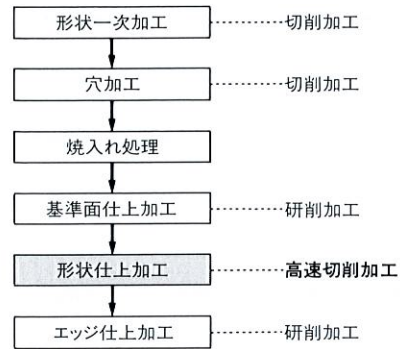 形状一次加工 切削加工
穴加工 切削加工
焼入れ処理
基準面仕上加工 研削加工
形状仕上加工 高速切削加工
エッジ仕上加工 研削加工